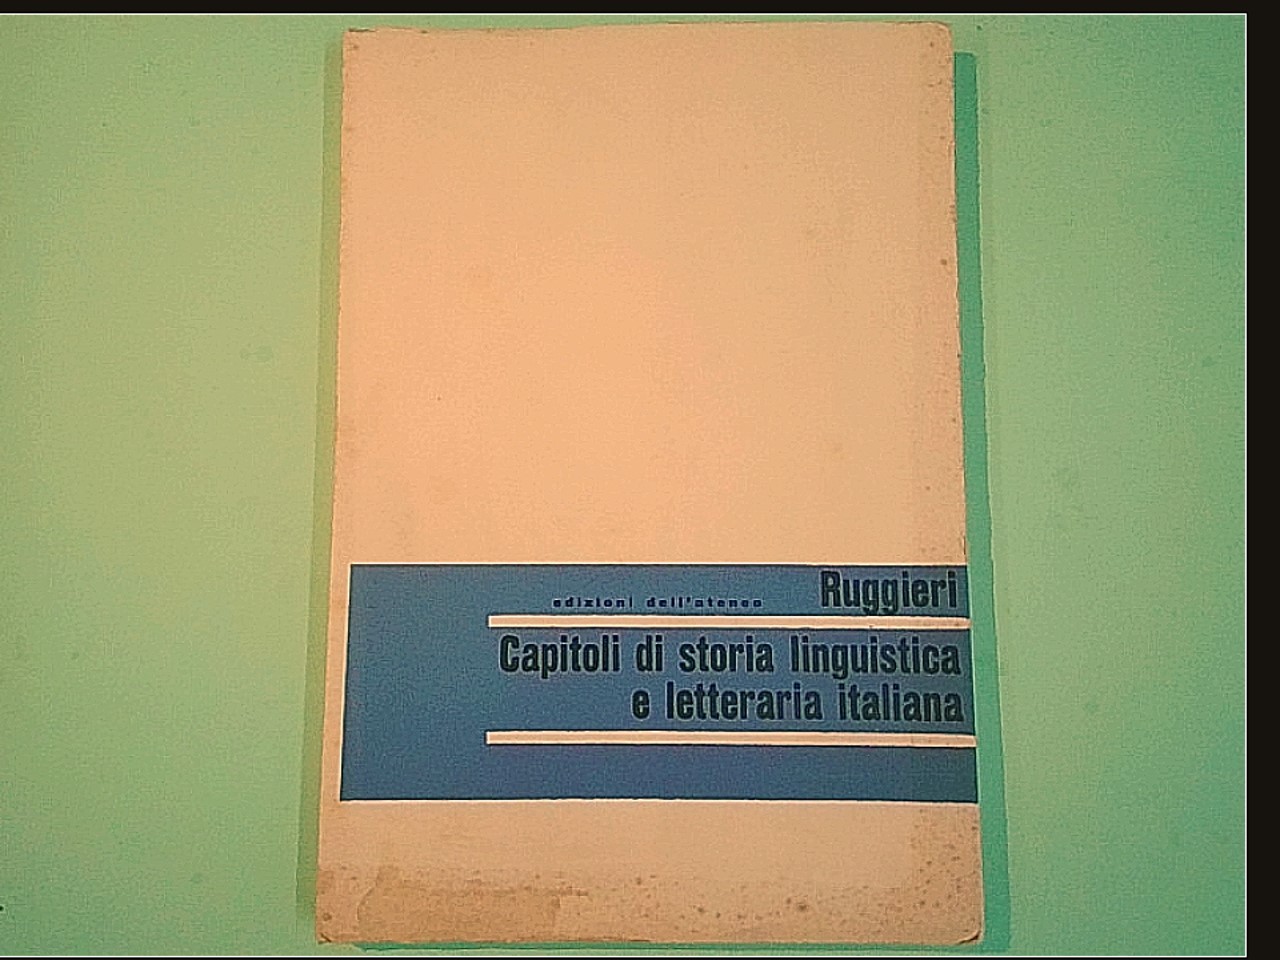 Ruggieri
edizioni dell'ateneo
Capitoli di storia linguistica
e letteraria italiana